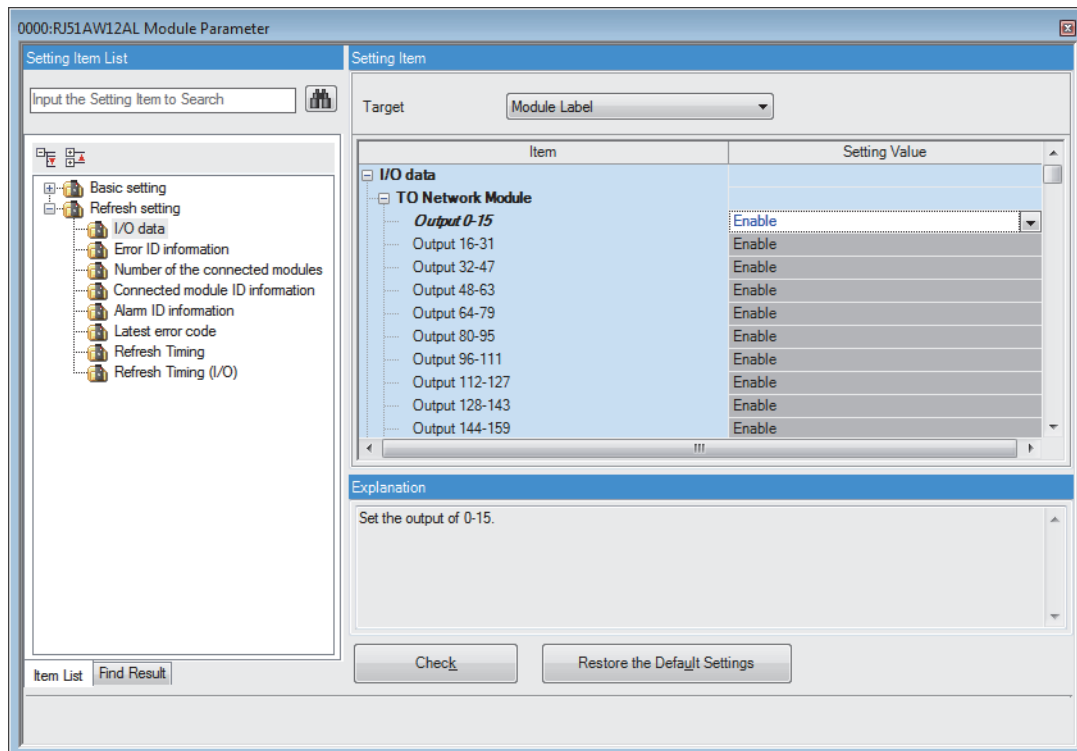 0000:RJ51AW12AL Module Parameter
Setting Item List
Input the Setting Item to Search
Basic setting
Refresh setting
I/O data
Error ID information
Number of the connected modules
Connected module ID information
Alarm ID information
Latest error code
Refresh Timing
Refresh Timing (I/O)
Item List Find Result
Setting Item
Target Module Label
Item Setting Value
I/O data
TO Network Module
Output 0-15 Enable
Output 16-31 Enable
Output 32-47 Enable
Output 48-63 Enable
Output 64-79 Enable
Output 80-95 Enable
Output 96-111 Enable
Output 112-127 Enable
Output 128-143 Enable
Output 144-159 Enable
Explanation
Set the output of 0-15.
Check Restore the Default Settings